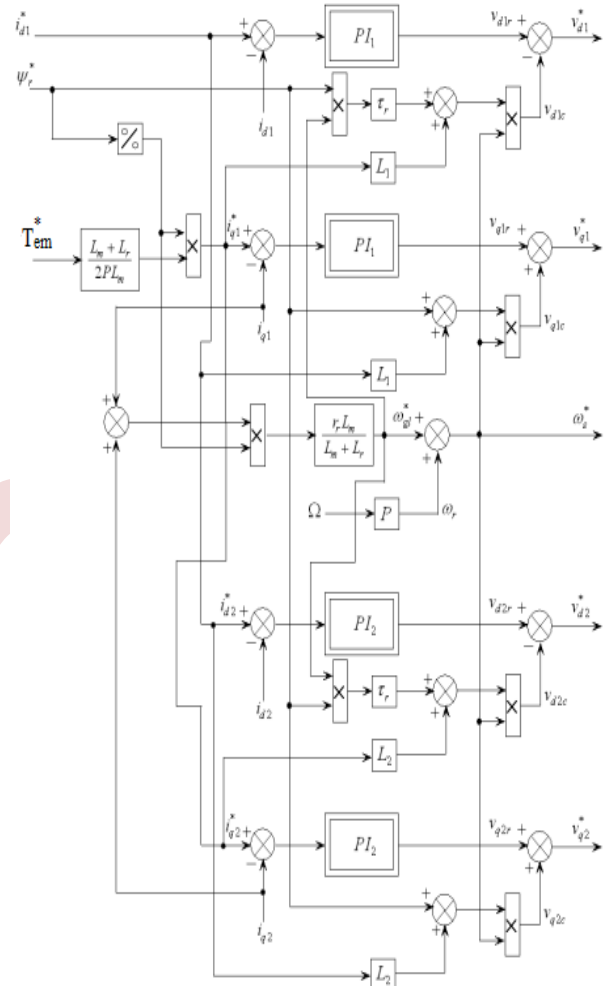 i*d1 + − PI1 vd1r + − v*d1
ψ*r
id1 × τr + + × vd1c
%
L1
T*em (Lm + Lr)/(2PLm) × i*q1 + − PI1 vq1r + + v*q1
iq1 + + × vq1c
L1
+ + × (rr Lm)/(Lm + Lr) ω*gl + + ω*s
Ω P ωr
i*d2 + − PI2 vd2r + − v*d2
id2 × τr + + × vd2c
L2
i*q2 + − PI2 vq2r + + v*q2
iq2 + + × vq2c
L2